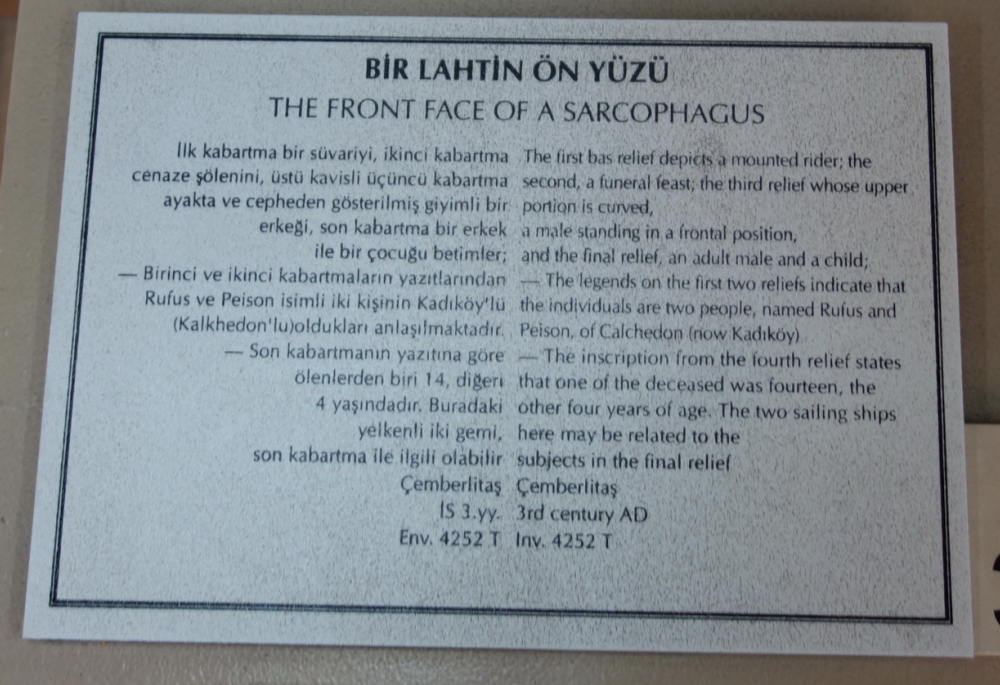 BİR LAHTİN ÖN YÜZÜ
THE FRONT FACE OF A SARCOPHAGUS
İlk kabartma bir süvariyi, ikinci kabartma
cenaze şölenini, üstü kavisli üçüncü kabartma
ayakta ve cepheden gösterilmiş giyimli bir
erkeği, son kabartma bir erkek
ile bir çocuğu betimler;
— Birinci ve ikinci kabartmaların yazıtlarından
Rufus ve Peison isimli iki kişinin Kadıköy'lü
(Kalkhedon'lu)oldukları anlaşılmaktadır.
— Son kabartmanın yazıtına göre
ölenlerden biri 14, diğeri
4 yaşındadır. Buradaki
yelkenli iki gemi,
son kabartma ile ilgili olabilir
Çemberlitaş
İS 3.yy.
Env. 4252 T
The first bas relief depicts a mounted rider; the
second, a funeral feast; the third relief whose upper
portion is curved,
a male standing in a frontal position,
and the final relief, an adult male and a child;
— The legends on the first two reliefs indicate that
the individuals are two people, named Rufus and
Peison, of Calchedon (now Kadıköy)
— The inscription from the fourth relief states
that one of the deceased was fourteen, the
other four years of age. The two sailing ships
here may be related to the
subjects in the final relief
Çemberlitaş
3rd century AD
Inv. 4252 T